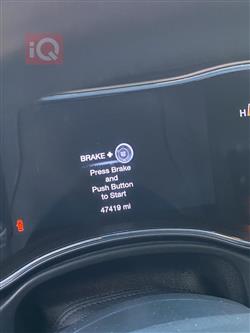 iQ
H
BRAKE +
Press Brake
and
Push Button
to Start
47419 mi